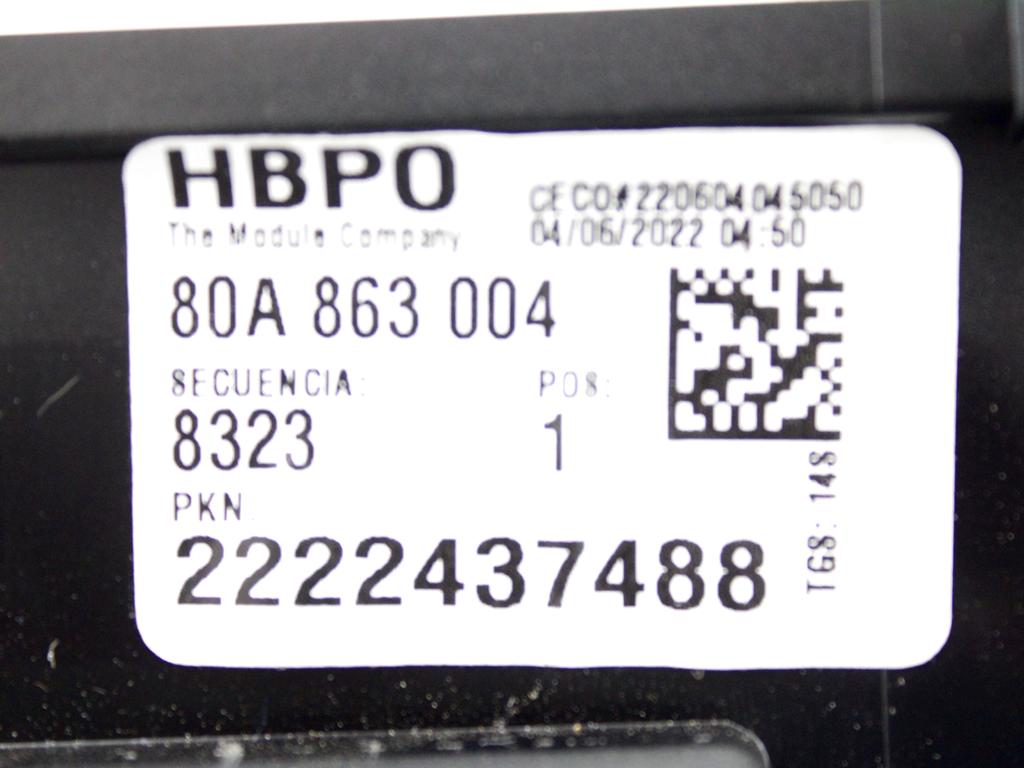 HBPO
The Module Company
CECO#220604045050
04/06/2022 04:50
80A 863 004
SECUENCIA:
8323
POS:
1
PKN
2222437488
TGS: 148